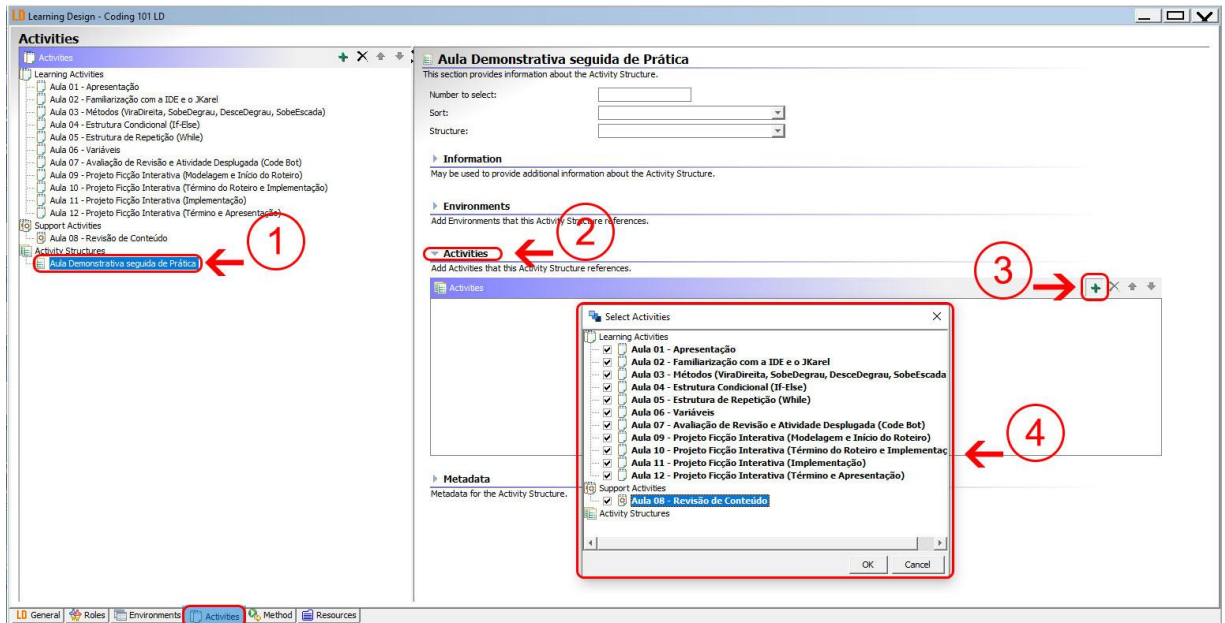 LD Learning Design - Coding 101 LD
Activities
Activities
Learning Activities
Aula 01 - Apresentação
Aula 02 - Familiarização com a IDE e o JKarel
Aula 03 - Métodos (ViraDireita, SobeDegrau, DesceDegrau, SobeEscada)
Aula 04 - Estrutura Condicional (If-Else)
Aula 05 - Estrutura de Repetição (While)
Aula 06 - Variáveis
Aula 07 - Avaliação de Revisão e Atividade Desplugada (Code Bot)
Aula 09 - Projeto Ficção Interativa (Modelagem e Início do Roteiro)
Aula 10 - Projeto Ficção Interativa (Término do Roteiro e Implementação)
Aula 11 - Projeto Ficção Interativa (Implementação)
Aula 12 - Projeto Ficção Interativa (Término e Apresentação)
Support Activities
Aula 08 - Revisão de Conteúdo
Activity Structures
Aula Demonstrativa seguida de Prática
1
Aula Demonstrativa seguida de Prática
This section provides information about the Activity Structure.
Number to select:
Sort:
Structure:
Information
May be used to provide additional information about the Activity Structure.
Environments
Add Environments that this Activity Structure references.
2
Activities
Add Activities that this Activity Structure references.
3
Activities
Select Activities
Learning Activities
Aula 01 - Apresentação
Aula 02 - Familiarização com a IDE e o JKarel
Aula 03 - Métodos (ViraDireita, SobeDegrau, DesceDegrau, SobeEscada
Aula 04 - Estrutura Condicional (If-Else)
Aula 05 - Estrutura de Repetição (While)
Aula 06 - Variáveis
Aula 07 - Avaliação de Revisão e Atividade Desplugada (Code Bot)
Aula 09 - Projeto Ficção Interativa (Modelagem e Início do Roteiro)
Aula 10 - Projeto Ficção Interativa (Término do Roteiro e Implementaç
Aula 11 - Projeto Ficção Interativa (Implementação)
Aula 12 - Projeto Ficção Interativa (Término e Apresentação)
Support Activities
Aula 08 - Revisão de Conteúdo
Activity Structures
OK Cancel
4
Metadata
Metadata for the Activity Structure.
LD General Roles Environments Activities Method Resources